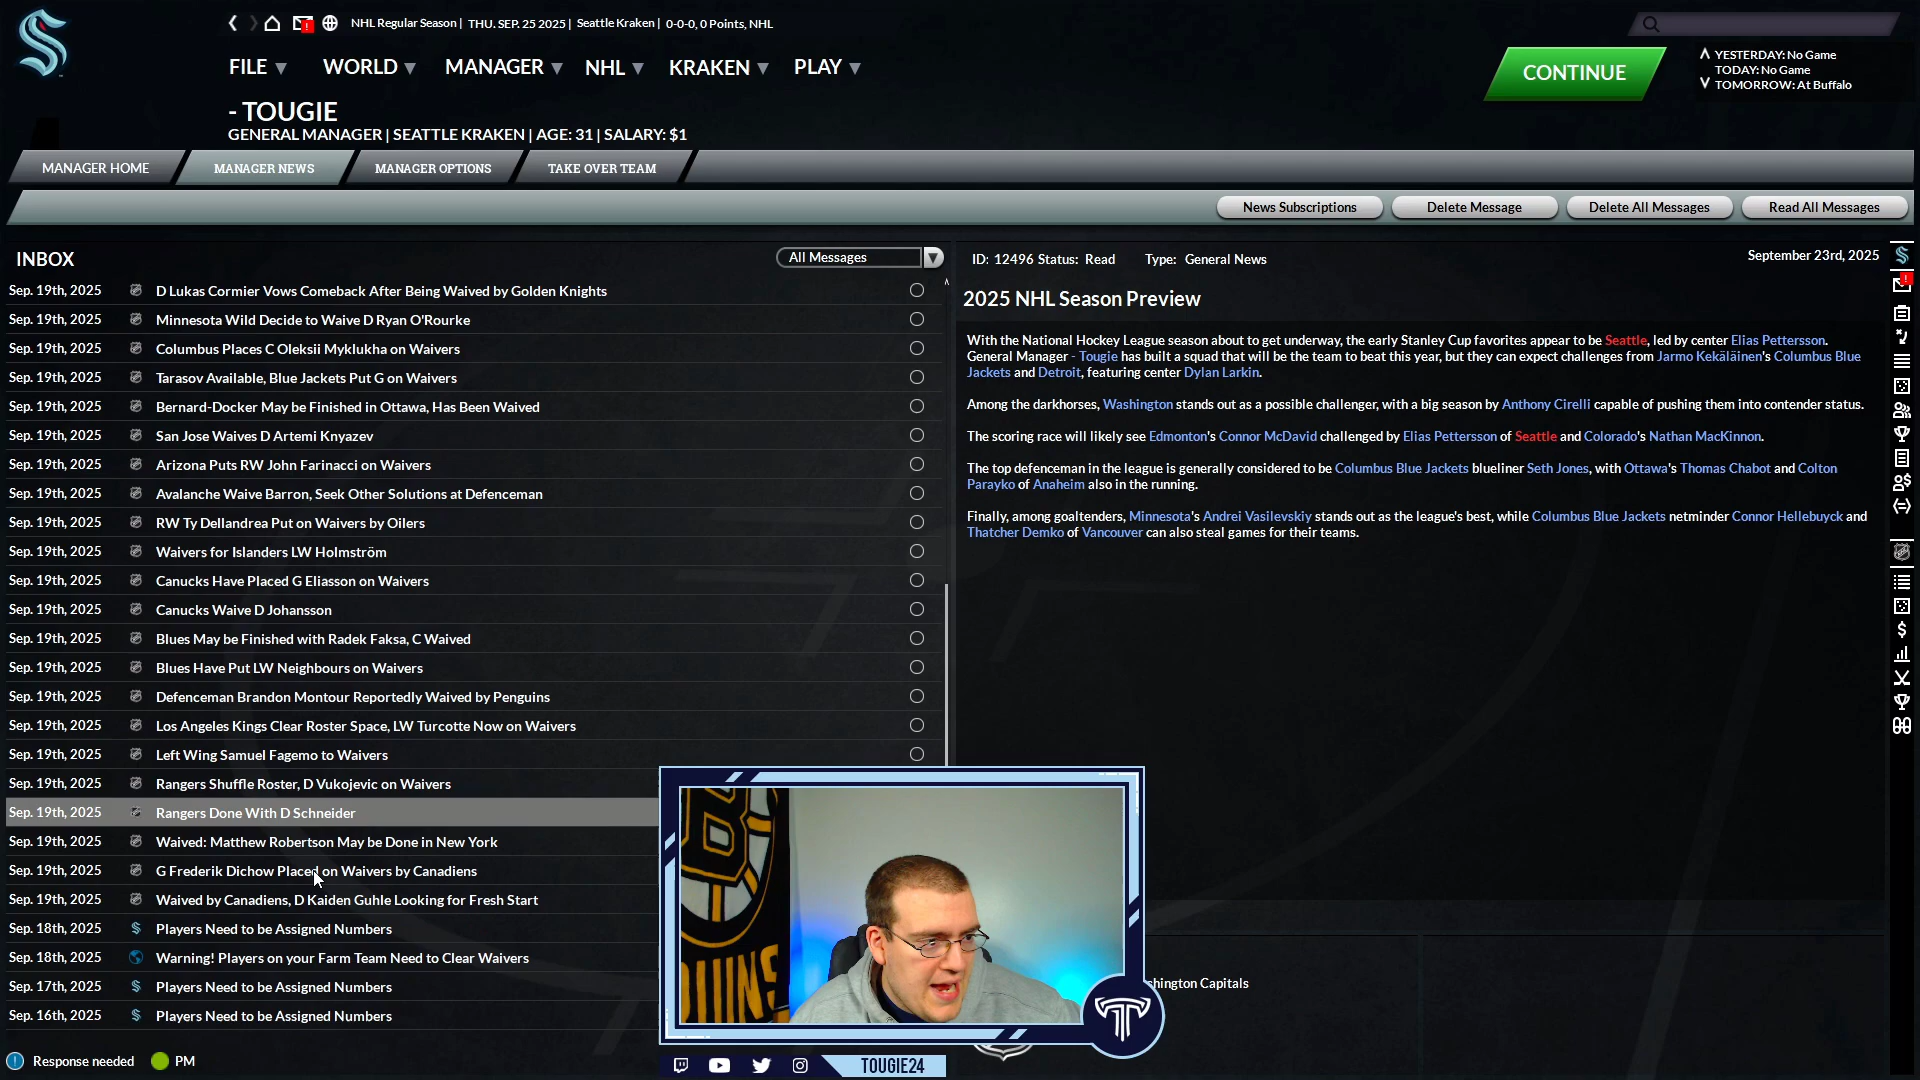 NHL Regular Season | THU. SEP. 25 2025 | Seattle Kraken | 0-0-0, 0 Points, NHL
FILE WORLD MANAGER NHL KRAKEN PLAY
CONTINUE
YESTERDAY: No Game
TODAY: No Game
TOMORROW: At Buffalo
- TOUGIE
GENERAL MANAGER | SEATTLE KRAKEN | AGE: 31 | SALARY: $1
MANAGER HOME MANAGER NEWS MANAGER OPTIONS TAKE OVER TEAM
News Subscriptions Delete Message Delete All Messages Read All Messages
INBOX All Messages
Sep. 19th, 2025 D Lukas Cormier Vows Comeback After Being Waived by Golden Knights
Sep. 19th, 2025 Minnesota Wild Decide to Waive D Ryan O'Rourke
Sep. 19th, 2025 Columbus Places C Oleksii Myklukha on Waivers
Sep. 19th, 2025 Tarasov Available, Blue Jackets Put G on Waivers
Sep. 19th, 2025 Bernard-Docker May be Finished in Ottawa, Has Been Waived
Sep. 19th, 2025 San Jose Waives D Artemi Knyazev
Sep. 19th, 2025 Arizona Puts RW John Farinacci on Waivers
Sep. 19th, 2025 Avalanche Waive Barron, Seek Other Solutions at Defenceman
Sep. 19th, 2025 RW Ty Dellandrea Put on Waivers by Oilers
Sep. 19th, 2025 Waivers for Islanders LW Holmström
Sep. 19th, 2025 Canucks Have Placed G Eliasson on Waivers
Sep. 19th, 2025 Canucks Waive D Johansson
Sep. 19th, 2025 Blues May be Finished with Radek Faksa, C Waived
Sep. 19th, 2025 Blues Have Put LW Neighbours on Waivers
Sep. 19th, 2025 Defenceman Brandon Montour Reportedly Waived by Penguins
Sep. 19th, 2025 Los Angeles Kings Clear Roster Space, LW Turcotte Now on Waivers
Sep. 19th, 2025 Left Wing Samuel Fagemo to Waivers
Sep. 19th, 2025 Rangers Shuffle Roster, D Vukojevic on Waivers
Sep. 19th, 2025 Rangers Done With D Schneider
Sep. 19th, 2025 Waived: Matthew Robertson May be Done in New York
Sep. 19th, 2025 G Frederik Dichow Placed on Waivers by Canadiens
Sep. 19th, 2025 Waived by Canadiens, D Kaiden Guhle Looking for Fresh Start
Sep. 18th, 2025 Players Need to be Assigned Numbers
Sep. 18th, 2025 Warning! Players on your Farm Team Need to Clear Waivers
Sep. 17th, 2025 Players Need to be Assigned Numbers
Sep. 16th, 2025 Players Need to be Assigned Numbers
Response needed PM
ID: 12496 Status: Read Type: General News September 23rd, 2025
2025 NHL Season Preview
With the National Hockey League season about to get underway, the early Stanley Cup favorites appear to be Seattle, led by center Elias Pettersson.
General Manager - Tougie has built a squad that will be the team to beat this year, but they can expect challenges from Jarmo Kekäläinen's Columbus Blue
Jackets and Detroit, featuring center Dylan Larkin.
Among the darkhorses, Washington stands out as a possible challenger, with a big season by Anthony Cirelli capable of pushing them into contender status.
The scoring race will likely see Edmonton's Connor McDavid challenged by Elias Pettersson of Seattle and Colorado's Nathan MacKinnon.
The top defenceman in the league is generally considered to be Columbus Blue Jackets blueliner Seth Jones, with Ottawa's Thomas Chabot and Colton
Parayko of Anaheim also in the running.
Finally, among goaltenders, Minnesota's Andrei Vasilevskiy stands out as the league's best, while Columbus Blue Jackets netminder Connor Hellebuyck and
Thatcher Demko of Vancouver can also steal games for their teams.
shington Capitals
TOUGIE24